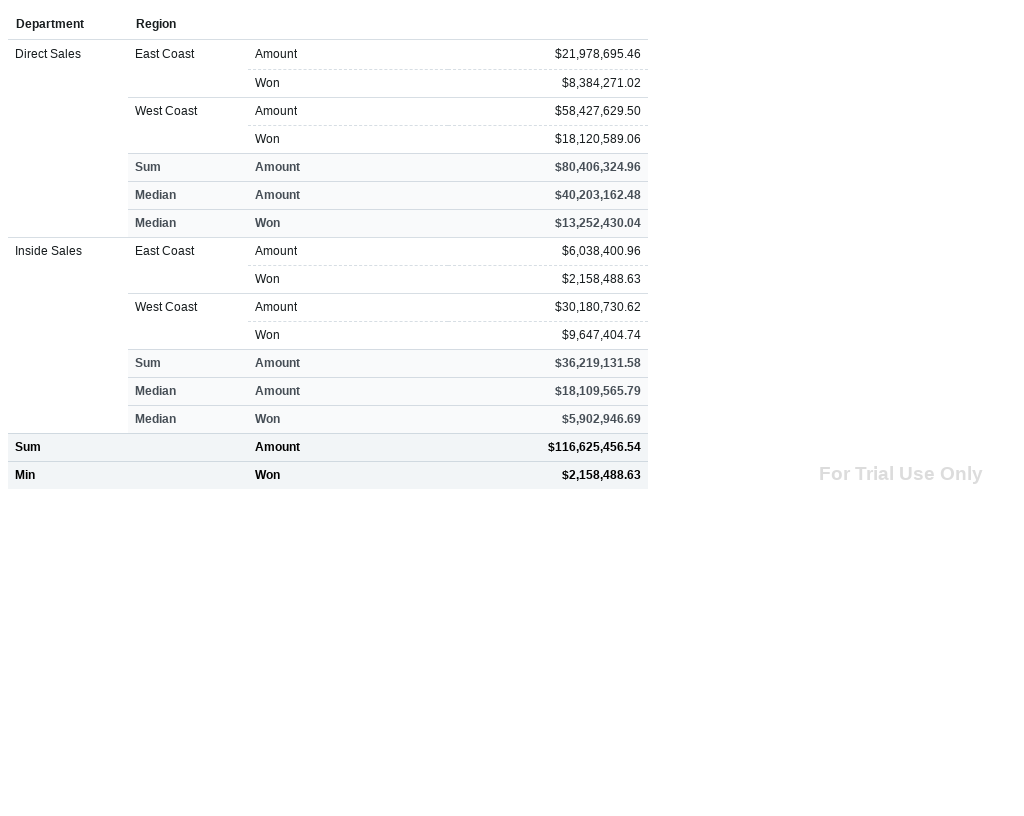 Department Region
Direct Sales East Coast Amount $21,978,695.46
Won $8,384,271.02
West Coast Amount $58,427,629.50
Won $18,120,589.06
Sum Amount $80,406,324.96
Median Amount $40,203,162.48
Median Won $13,252,430.04
Inside Sales East Coast Amount $6,038,400.96
Won $2,158,488.63
West Coast Amount $30,180,730.62
Won $9,647,404.74
Sum Amount $36,219,131.58
Median Amount $18,109,565.79
Median Won $5,902,946.69
Sum Amount $116,625,456.54
Min Won $2,158,488.63
For Trial Use Only